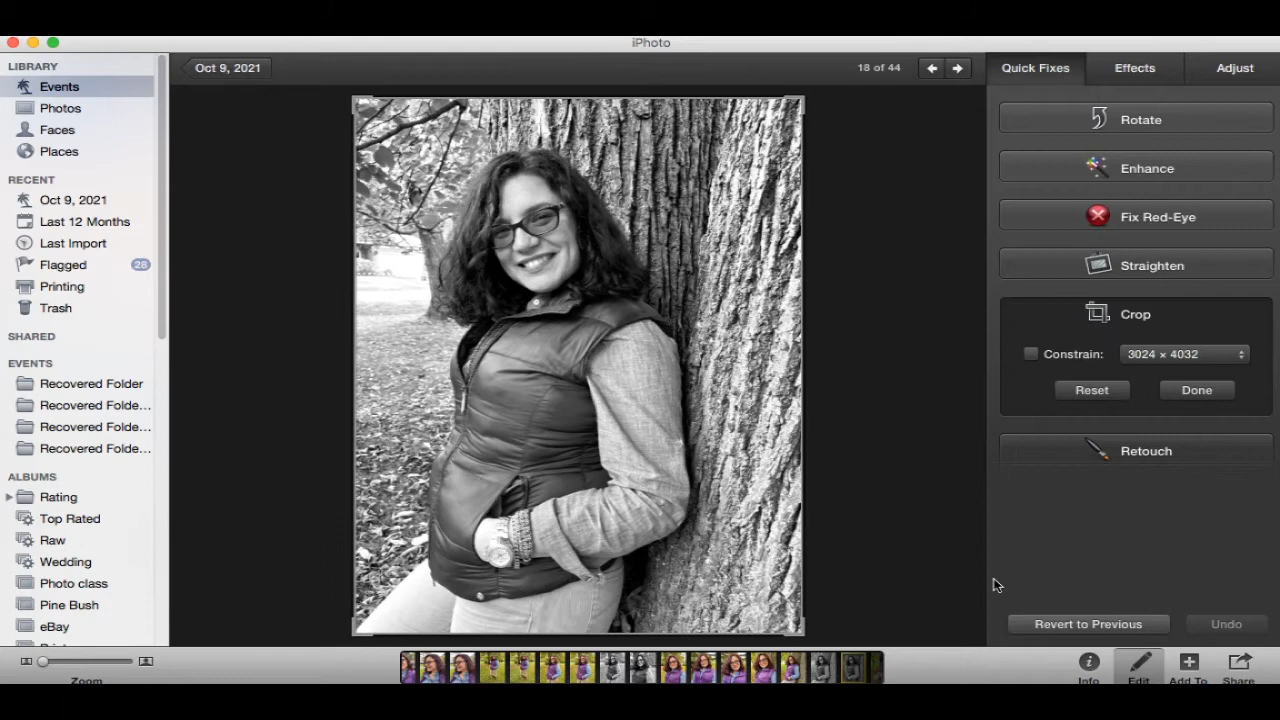 iPhoto
LIBRARY
Events
Photos
Faces
Places
RECENT
Oct 9, 2021
Last 12 Months
Last Import
Flagged 28
Printing
Trash
SHARED
EVENTS
Recovered Folder
Recovered Folde...
Recovered Folde...
Recovered Folde...
ALBUMS
Rating
Top Rated
Raw
Wedding
Photo class
Pine Bush
eBay
Zoom
Oct 9, 2021
18 of 44
Quick Fixes Effects Adjust
Rotate
Enhance
Fix Red-Eye
Straighten
Crop
Constrain: 3024 × 4032
Reset Done
Retouch
Revert to Previous Undo
Info Edit Add To Share